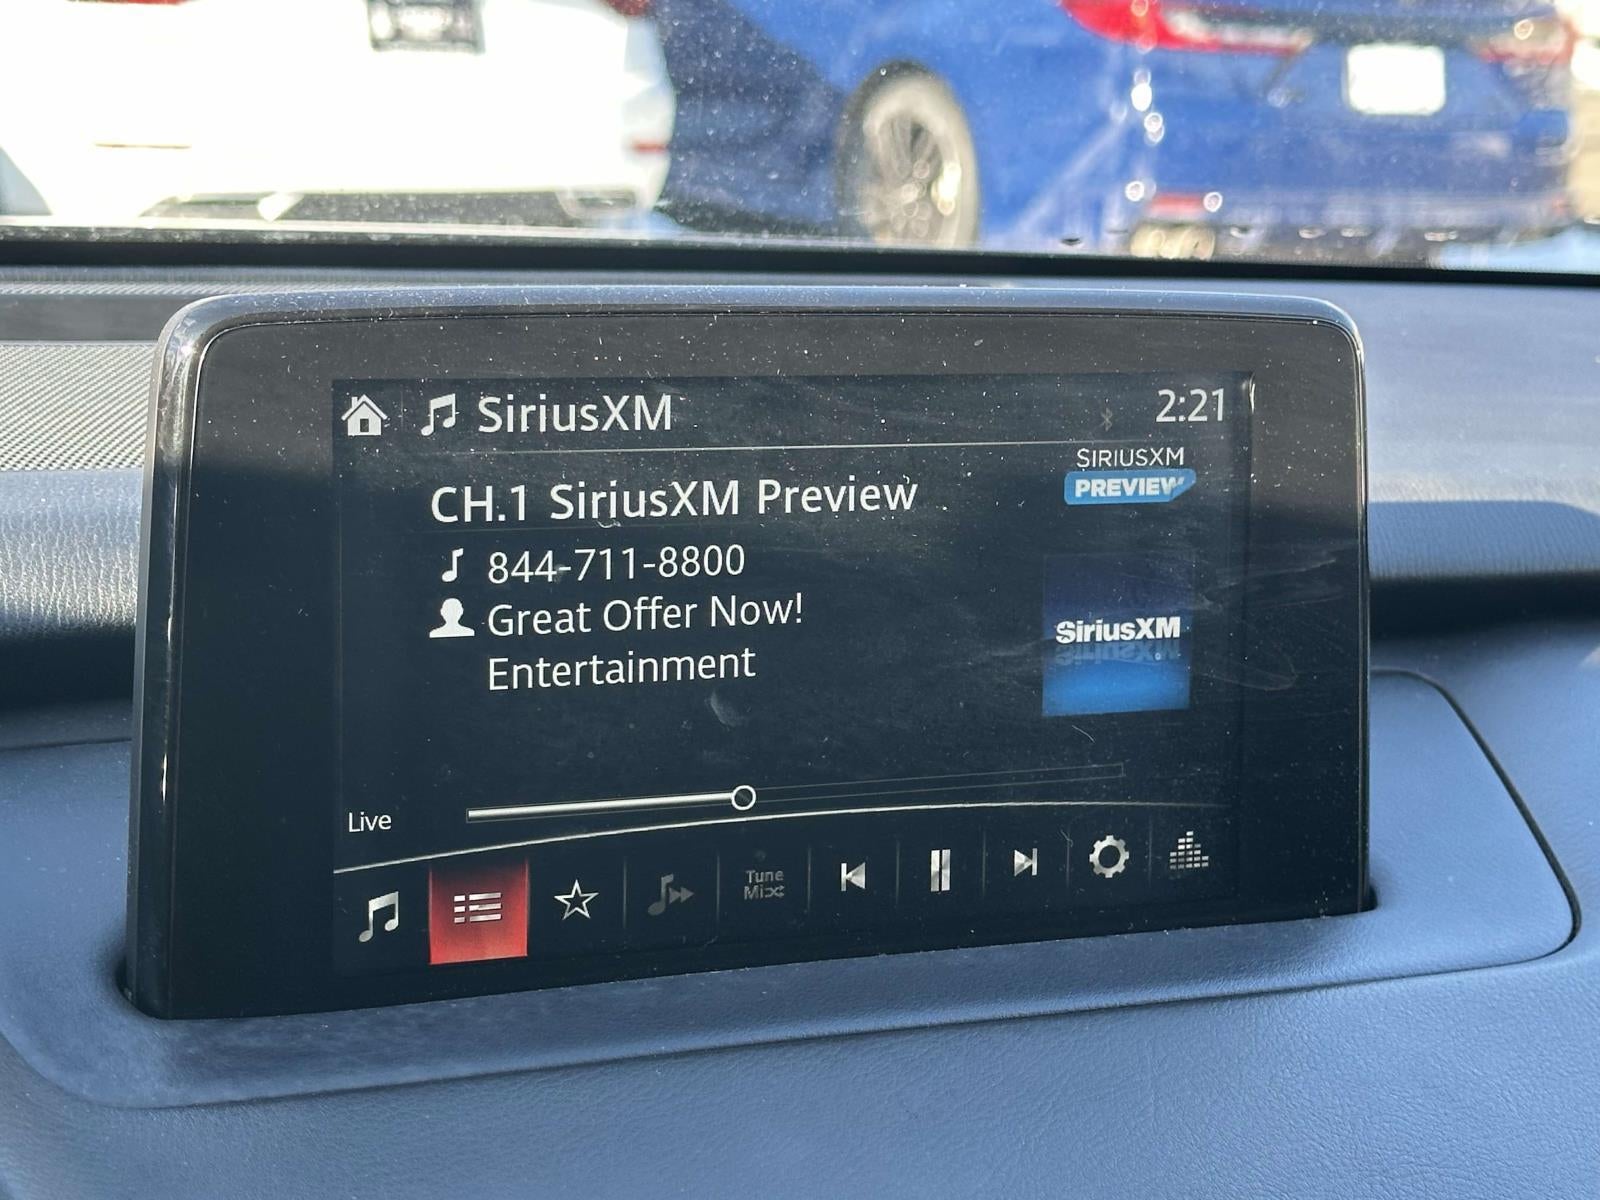 SiriusXM
2:21
SIRIUSXM
PREVIEW
CH.1 SiriusXM Preview
844-711-8800
Great Offer Now!
Entertainment
SiriusXM
Live
Tune
Mix